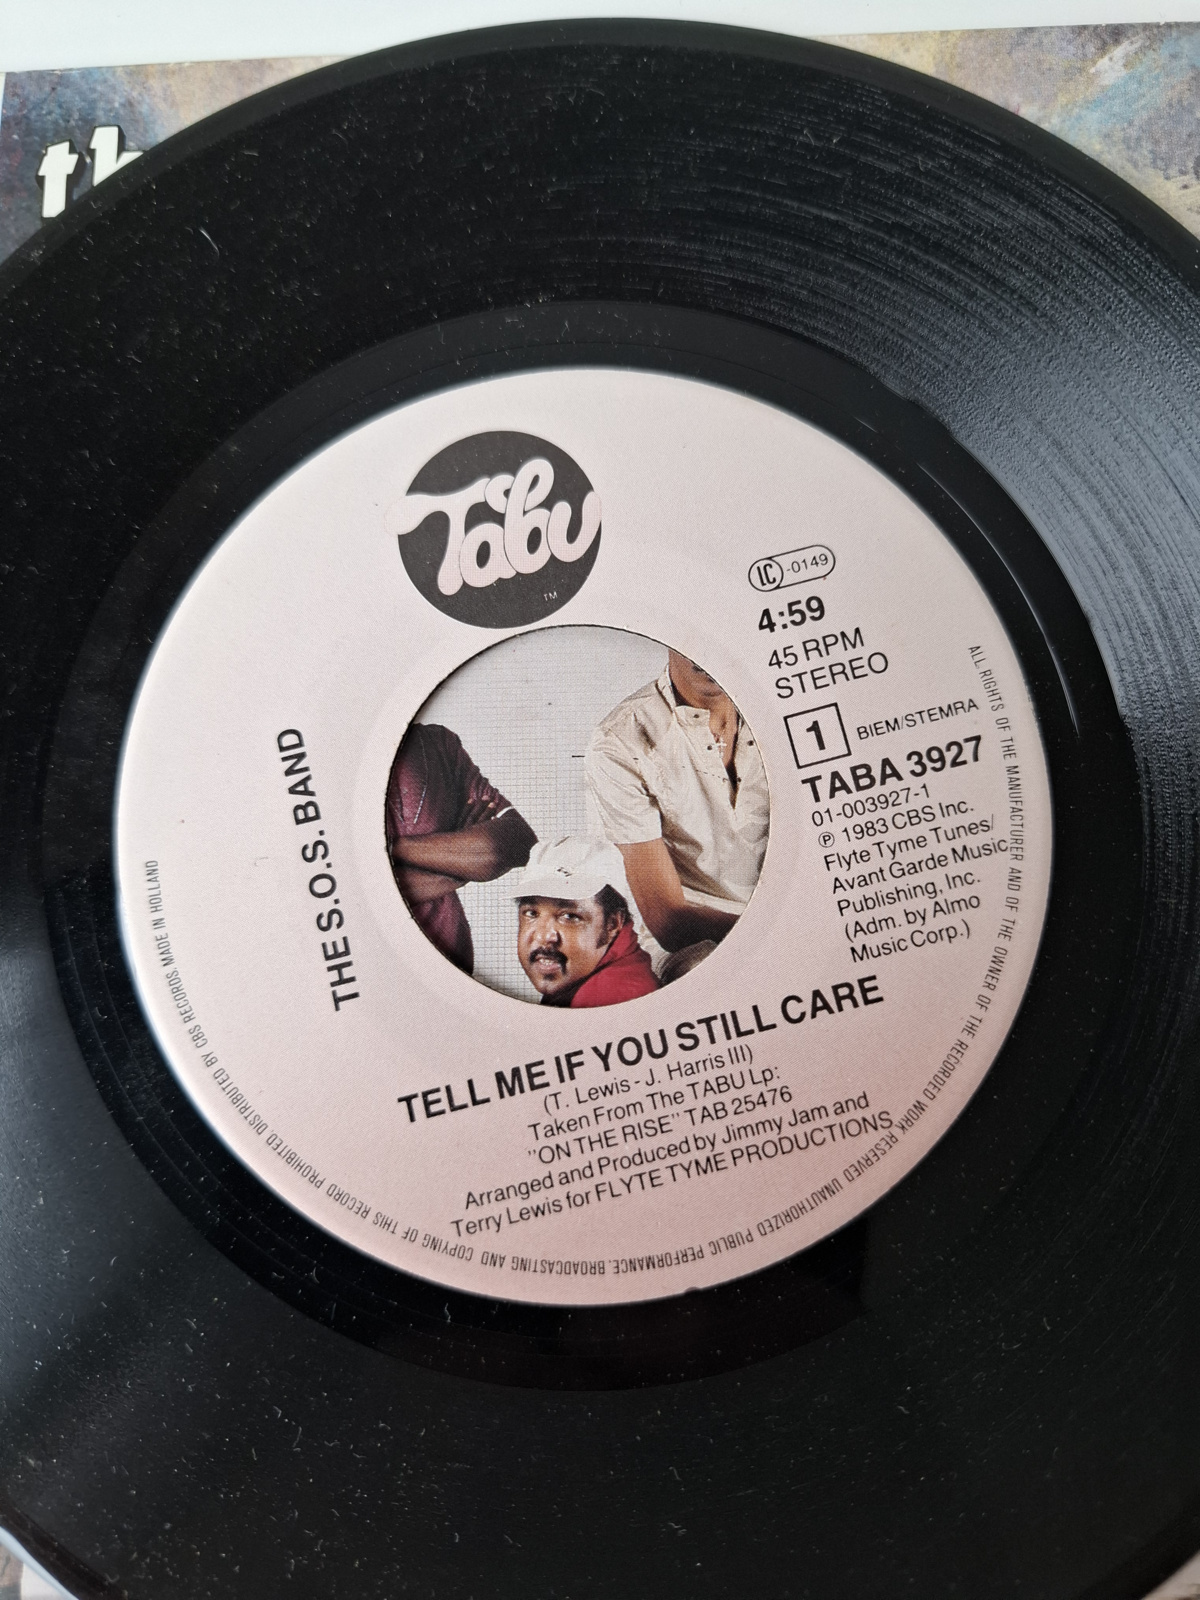 th
Tabu
TM
LC -0149
4:59
45 RPM
STEREO
1 BIEM/STEMRA
TABA 3927
01-003927-1
℗ 1983 CBS Inc.
Flyte Tyme Tunes/
Avant Garde Music
Publishing, Inc.
(Adm. by Almo
Music Corp.)
THE S.O.S. BAND
TELL ME IF YOU STILL CARE
(T. Lewis - J. Harris III)
Taken From The TABU Lp:
"ON THE RISE" TAB 25476
Arranged and Produced by Jimmy Jam and
Terry Lewis for FLYTE TYME PRODUCTIONS
ALL RIGHTS OF THE MANUFACTURER AND OF THE OWNER OF THE RECORDED WORK RESERVED UNAUTHORIZED PUBLIC PERFORMANCE. BROADCASTING AND COPYING OF THIS RECORD PROHIBITED DISTRIBUTED BY CBS RECORDS. MADE IN HOLLAND